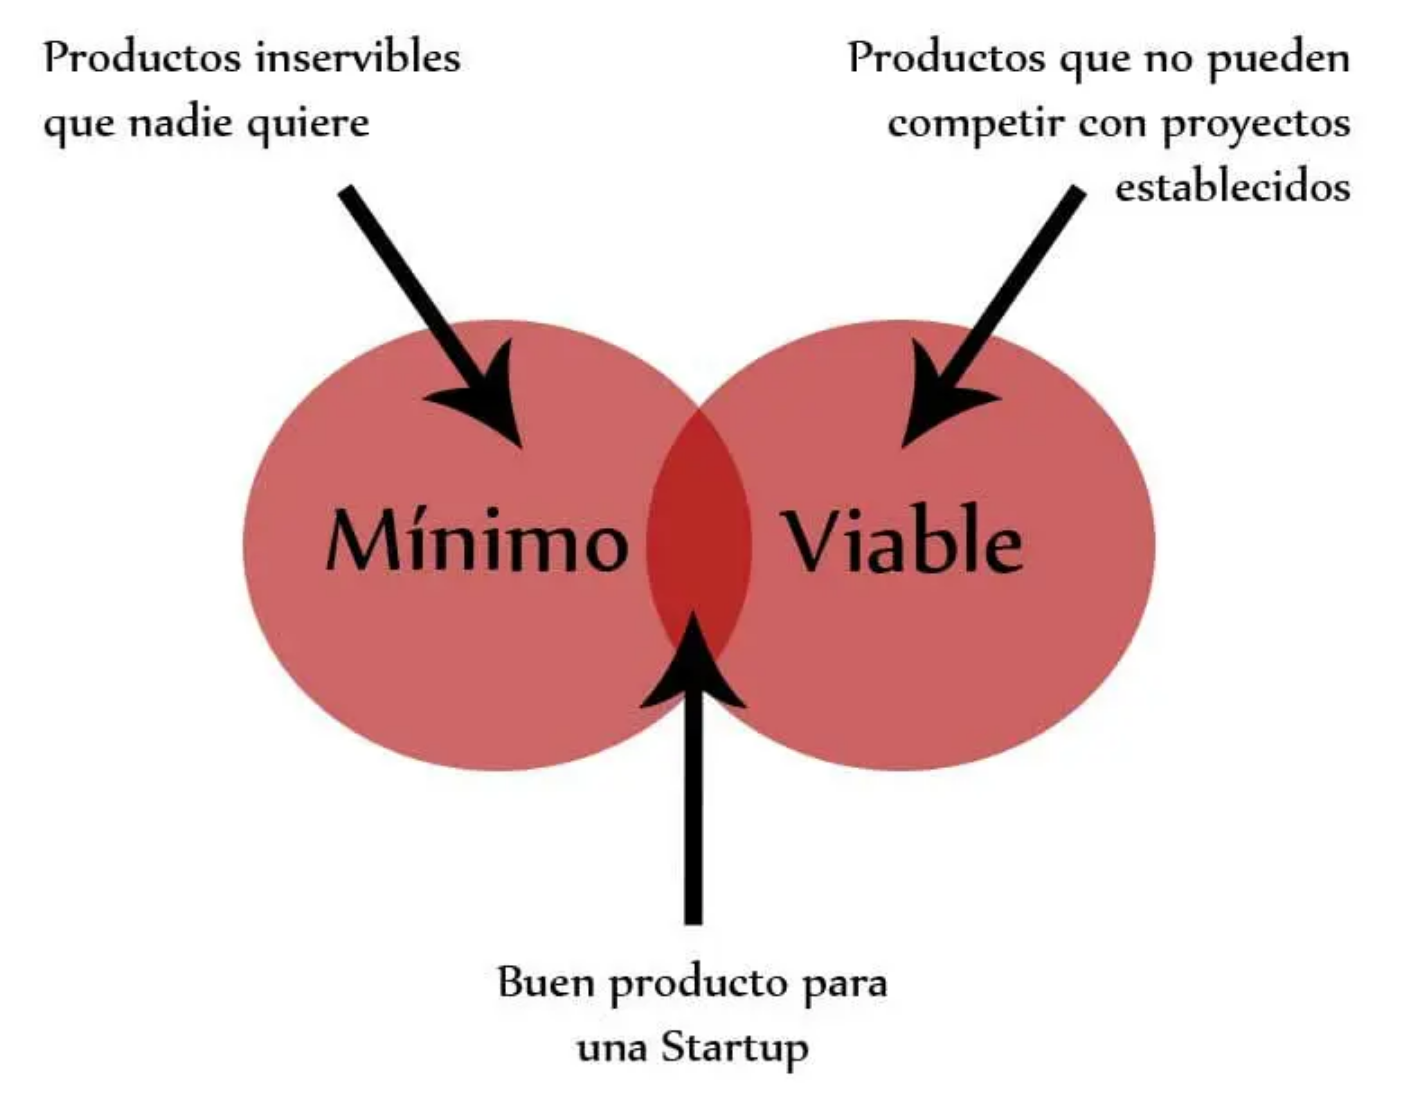 Productos inservibles
que nadie quiere
Productos que no pueden
competir con proyectos
establecidos
Mínimo
Viable
Buen producto para
una Startup